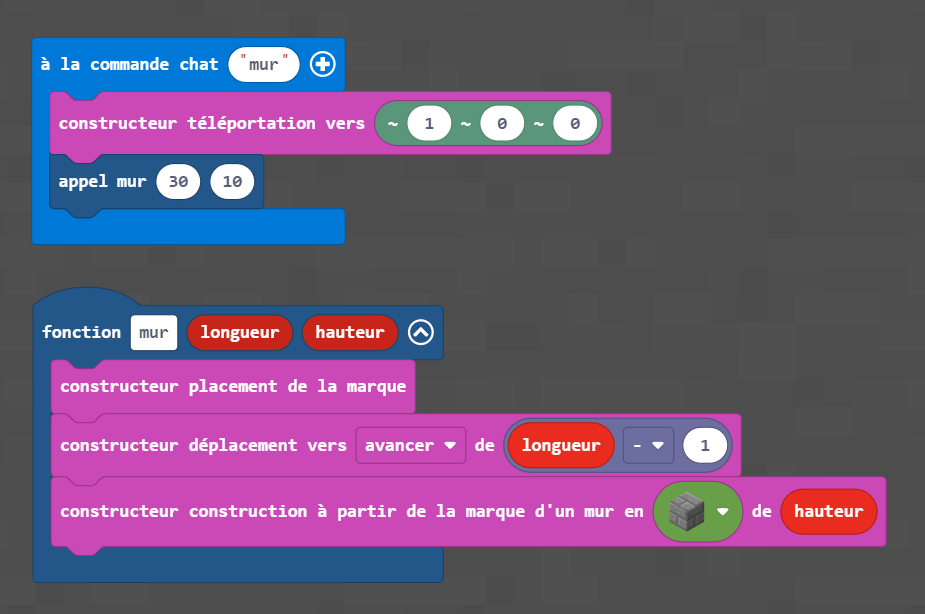 à la commande chat "mur"
constructeur téléportation vers ~ 1 ~ 0 ~ 0
appel mur 30 10
fonction mur longueur hauteur
constructeur placement de la marque
constructeur déplacement vers avancer de longueur - 1
constructeur construction à partir de la marque d'un mur en de hauteur